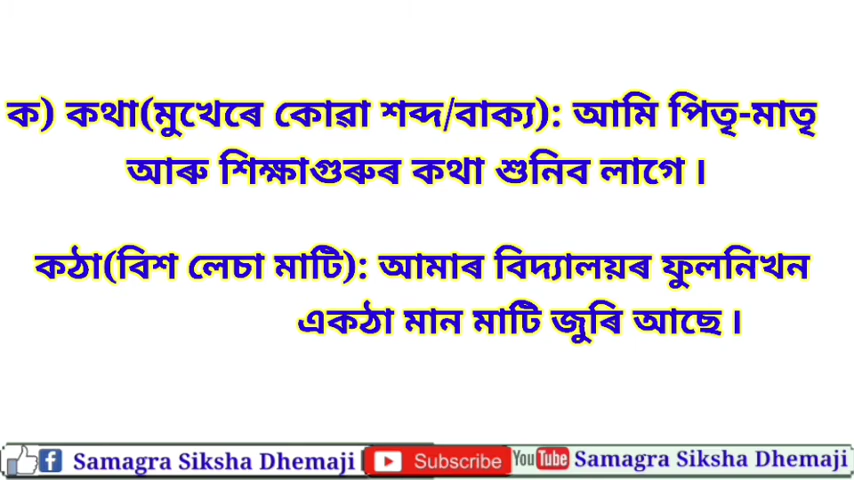 ক) কথা(মুখেৰে কোৱা শব্দ/বাক্য): আমি পিতৃ-মাতৃ
আৰু শিক্ষাগুৰুৰ কথা শুনিব লাগে ।
কঠা(বিশ লেচা মাটি): আমাৰ বিদ্যালয়ৰ ফুলনিখন
একঠা মান মাটি জুৰি আছে ।
Samagra Siksha Dhemaji Subscribe YouTube Samagra Siksha Dhemaji